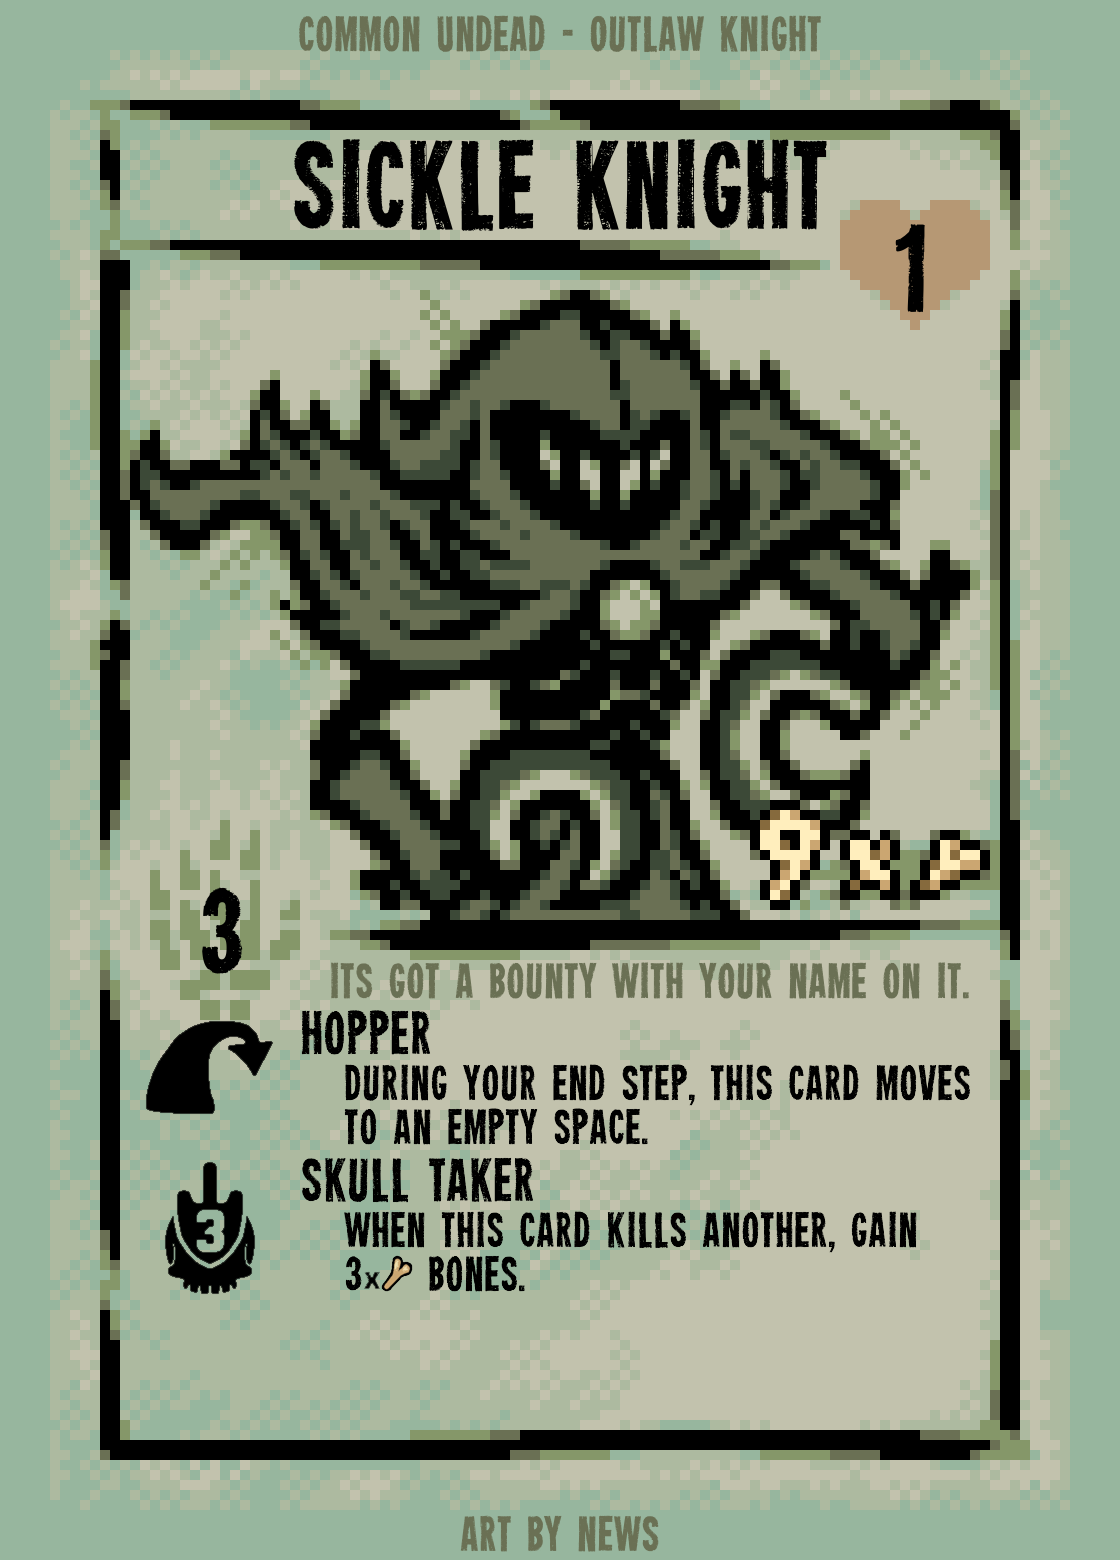 COMMON UNDEAD - OUTLAW KNIGHT
SICKLE KNIGHT
1
9 x
3
ITS GOT A BOUNTY WITH YOUR NAME ON IT.
HOPPER
DURING YOUR END STEP, THIS CARD MOVES
TO AN EMPTY SPACE.
SKULL TAKER
3
WHEN THIS CARD KILLS ANOTHER, GAIN
3x BONES.
ART BY NEWS